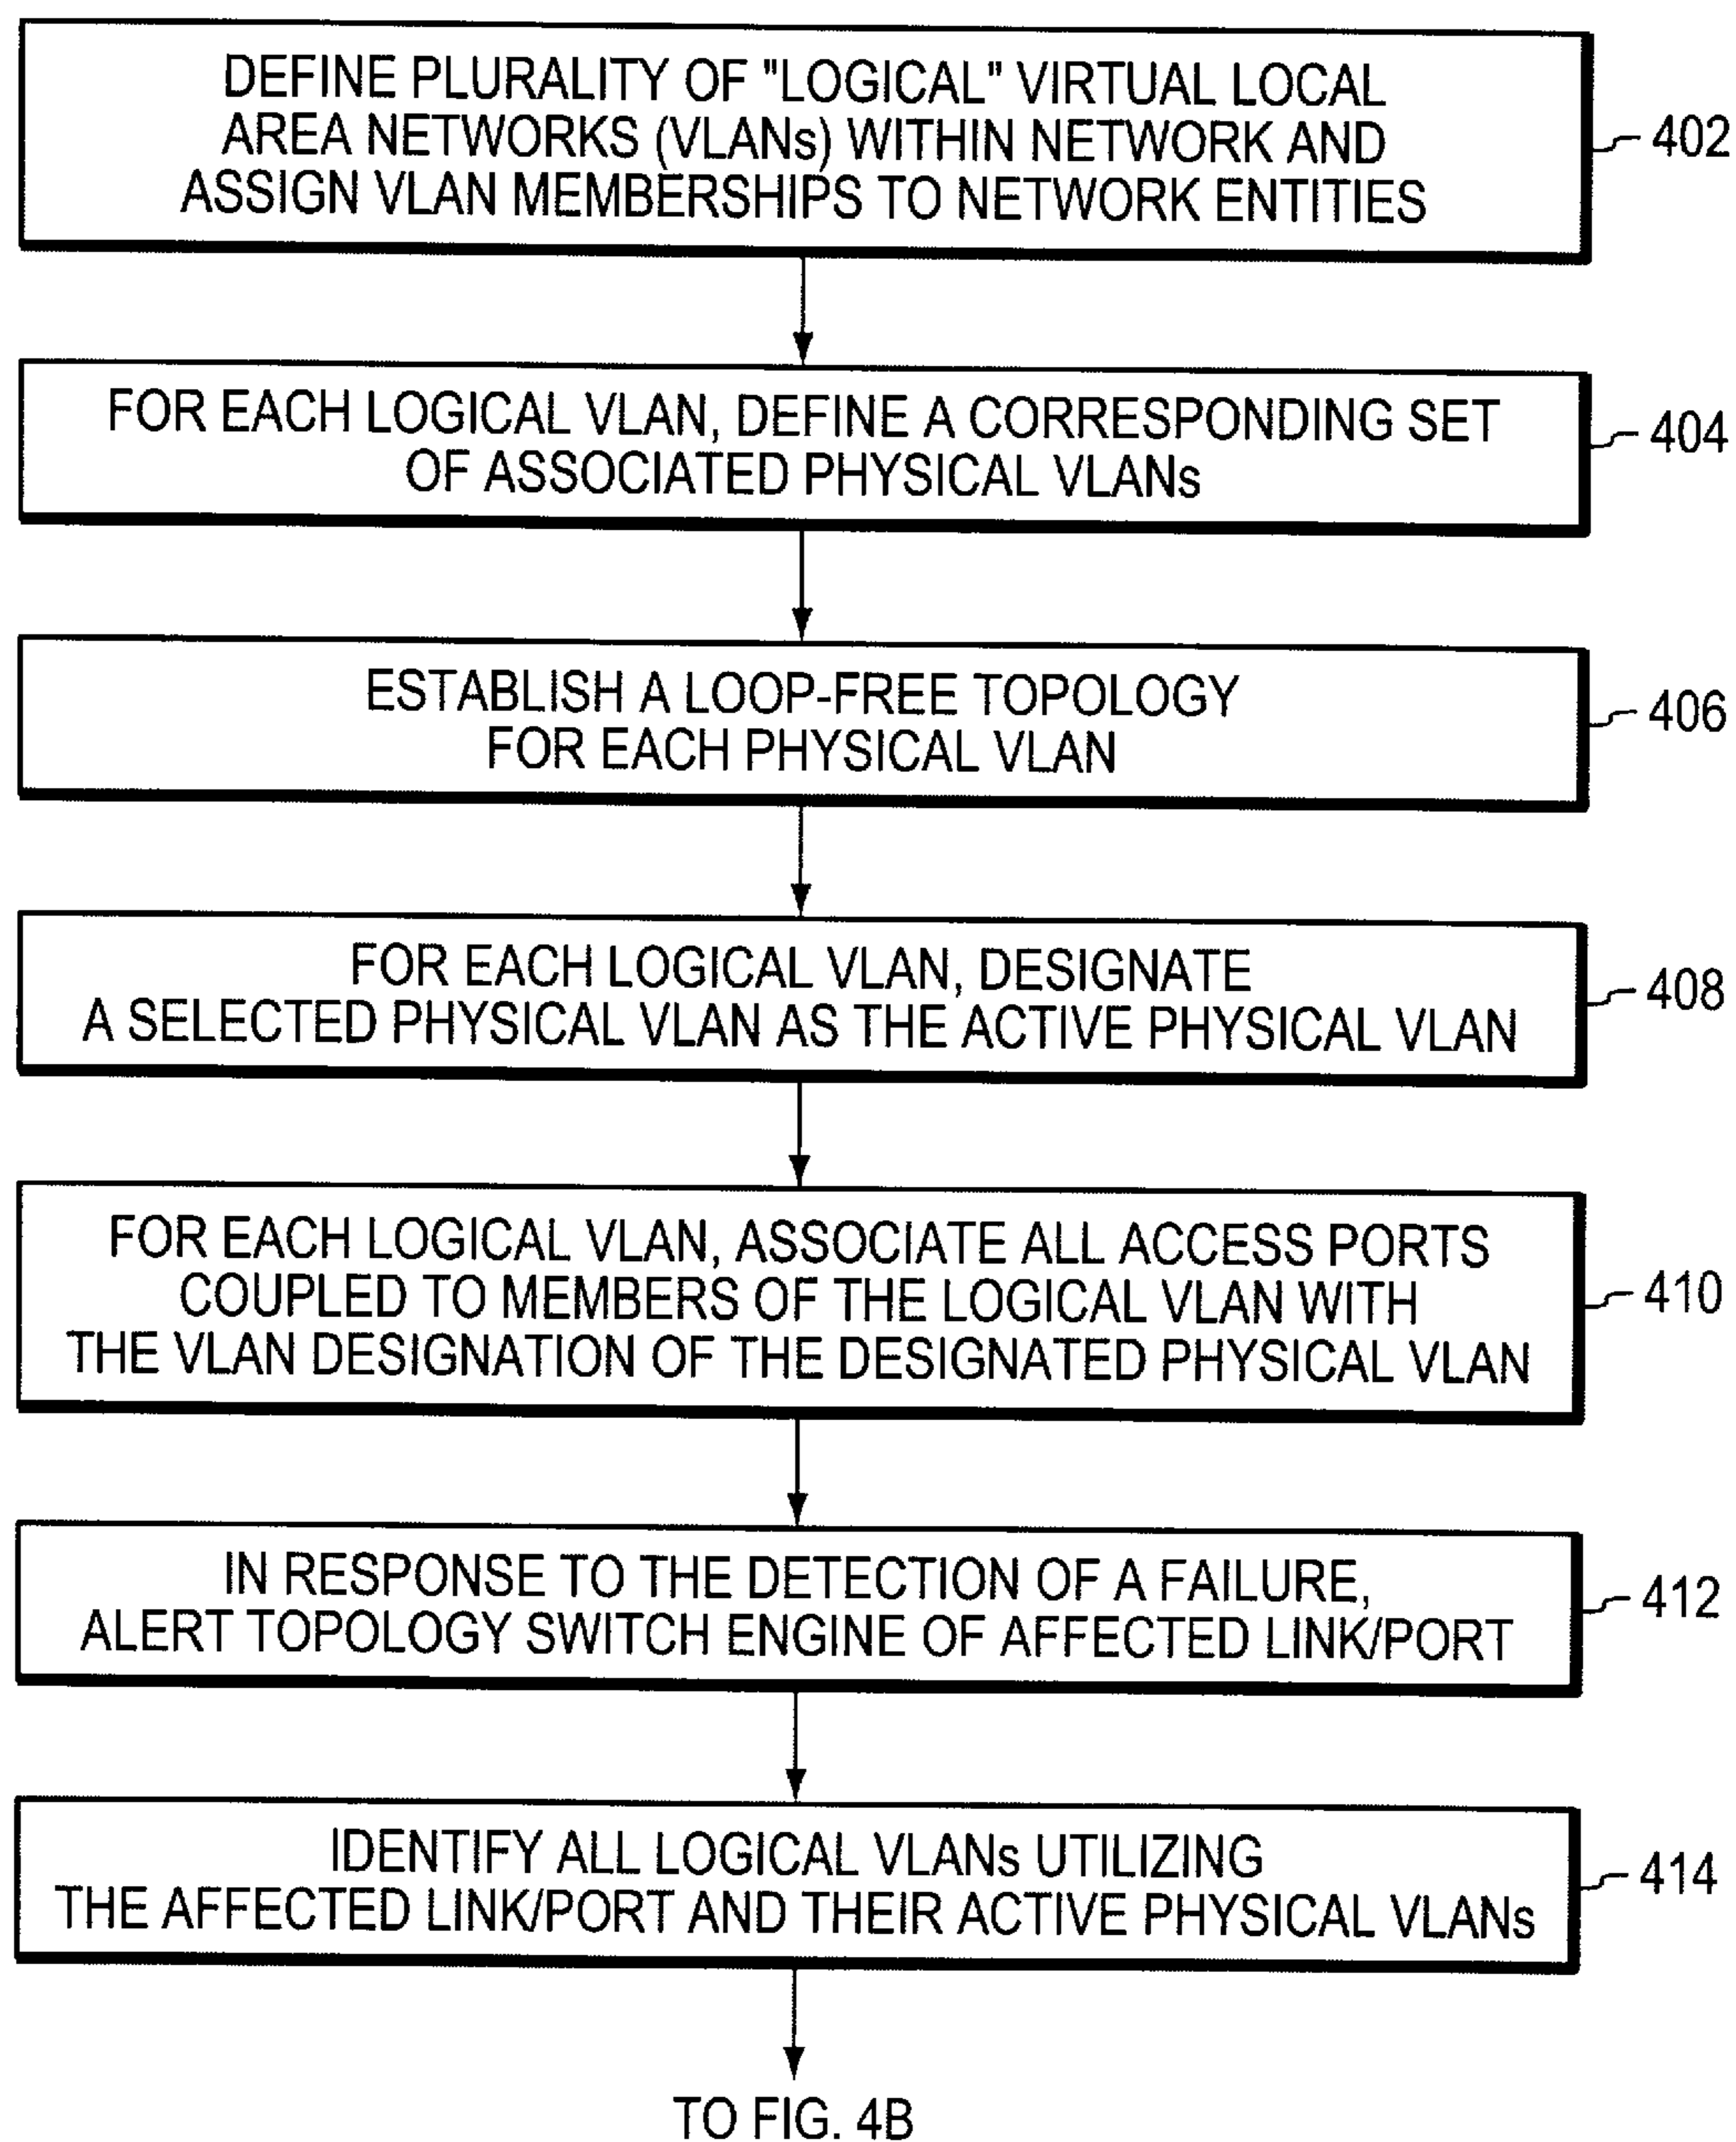 DEFINE PLURALITY OF "LOGICAL" VIRTUAL LOCAL
AREA NETWORKS (VLANs) WITHIN NETWORK AND
ASSIGN VLAN MEMBERSHIPS TO NETWORK ENTITIES
402
FOR EACH LOGICAL VLAN, DEFINE A CORRESPONDING SET
OF ASSOCIATED PHYSICAL VLANs
404
ESTABLISH A LOOP-FREE TOPOLOGY
FOR EACH PHYSICAL VLAN
406
FOR EACH LOGICAL VLAN, DESIGNATE
A SELECTED PHYSICAL VLAN AS THE ACTIVE PHYSICAL VLAN
408
FOR EACH LOGICAL VLAN, ASSOCIATE ALL ACCESS PORTS
COUPLED TO MEMBERS OF THE LOGICAL VLAN WITH
THE VLAN DESIGNATION OF THE DESIGNATED PHYSICAL VLAN
410
IN RESPONSE TO THE DETECTION OF A FAILURE,
ALERT TOPOLOGY SWITCH ENGINE OF AFFECTED LINK/PORT
412
IDENTIFY ALL LOGICAL VLANs UTILIZING
THE AFFECTED LINK/PORT AND THEIR ACTIVE PHYSICAL VLANs
414
TO FIG. 4B